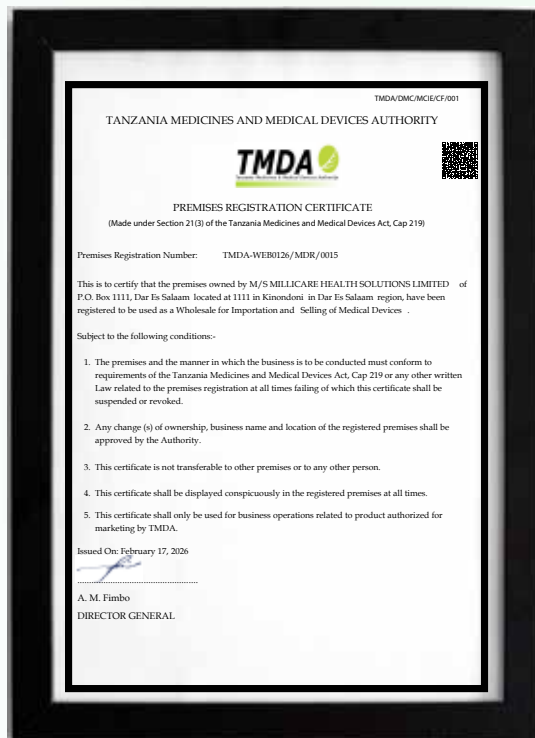 TMDA/DMC/MCIE/CF/001
TANZANIA MEDICINES AND MEDICAL DEVICES AUTHORITY
TMDA
Tanzania Medicines & Medical Devices Authority
PREMISES REGISTRATION CERTIFICATE
(Made under Section 21(3) of the Tanzania Medicines and Medical Devices Act, Cap 219)
Premises Registration Number: TMDA-WEB0126/MDR/0015
This is to certify that the premises owned by M/S MILLICARE HEALTH SOLUTIONS LIMITED of
P.O. Box 1111, Dar Es Salaam located at 1111 in Kinondoni in Dar Es Salaam region, have been
registered to be used as a Wholesale for Importation and Selling of Medical Devices .
Subject to the following conditions:-
1. The premises and the manner in which the business is to be conducted must conform to
requirements of the Tanzania Medicines and Medical Devices Act, Cap 219 or any other written
Law related to the premises registration at all times failing of which this certificate shall be
suspended or revoked.
2. Any change (s) of ownership, business name and location of the registered premises shall be
approved by the Authority.
3. This certificate is not transferable to other premises or to any other person.
4. This certificate shall be displayed conspicuously in the registered premises at all times.
5. This certificate shall only be used for business operations related to product authorized for
marketing by TMDA.
Issued On: February 17, 2026
A. M. Fimbo
DIRECTOR GENERAL